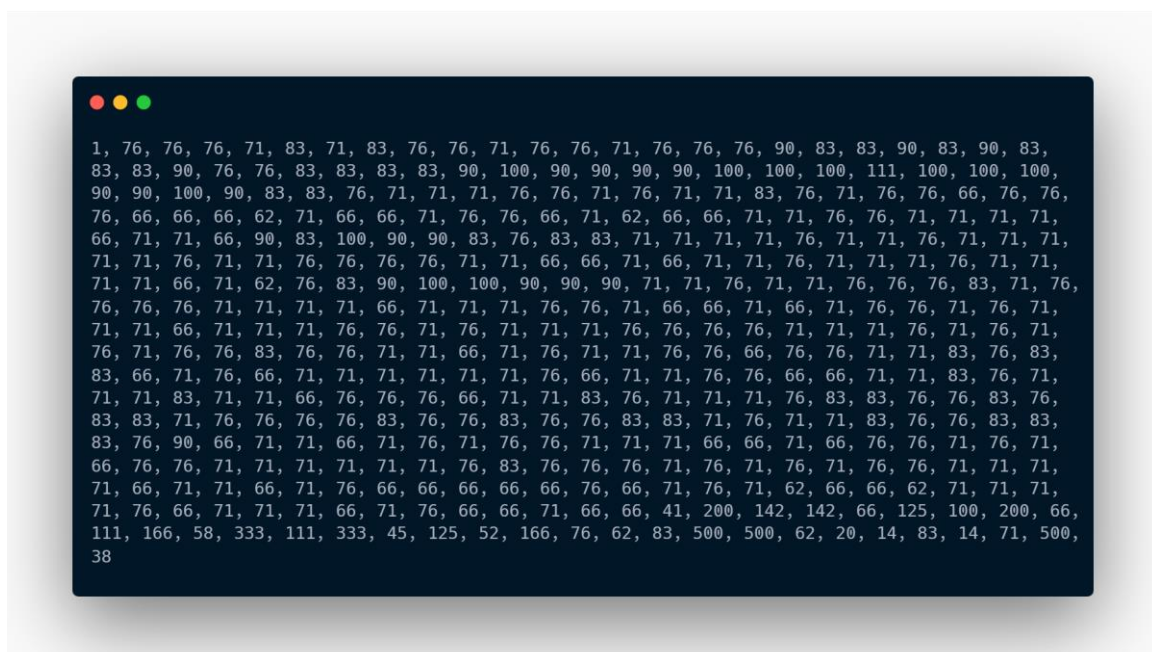 1, 76, 76, 76, 71, 83, 71, 83, 76, 76, 71, 76, 76, 71, 76, 76, 76, 90, 83, 83, 90, 83, 90, 83,
83, 83, 90, 76, 76, 83, 83, 83, 83, 90, 100, 90, 90, 90, 90, 100, 100, 100, 111, 100, 100, 100,
90, 90, 100, 90, 83, 83, 76, 71, 71, 71, 76, 76, 71, 76, 71, 71, 83, 76, 71, 76, 76, 66, 76, 76,
76, 66, 66, 66, 62, 71, 66, 66, 71, 76, 76, 66, 71, 62, 66, 66, 71, 71, 76, 76, 71, 71, 71, 71,
66, 71, 71, 66, 90, 83, 100, 90, 90, 83, 76, 83, 83, 71, 71, 71, 71, 76, 71, 71, 76, 71, 71, 71,
71, 71, 76, 71, 71, 76, 76, 76, 76, 71, 71, 66, 66, 71, 66, 71, 71, 76, 71, 71, 71, 76, 71, 71,
71, 71, 66, 71, 62, 76, 83, 90, 100, 100, 90, 90, 90, 71, 71, 76, 71, 71, 76, 76, 76, 83, 71, 76,
76, 76, 71, 71, 71, 71, 66, 71, 71, 71, 76, 76, 71, 66, 66, 71, 66, 71, 76, 76, 71, 76, 71,
71, 71, 66, 71, 71, 71, 76, 76, 71, 76, 71, 71, 71, 76, 76, 76, 76, 71, 71, 71, 76, 71, 76, 71,
76, 71, 76, 76, 83, 76, 76, 71, 71, 66, 71, 76, 71, 71, 76, 76, 66, 76, 76, 71, 71, 83, 76, 83,
83, 66, 71, 76, 66, 71, 71, 71, 71, 71, 71, 76, 66, 71, 71, 76, 76, 66, 66, 71, 71, 83, 76, 71,
71, 71, 83, 71, 71, 66, 76, 76, 76, 66, 71, 71, 83, 76, 71, 71, 71, 76, 83, 83, 76, 76, 83, 76,
83, 83, 71, 76, 76, 76, 76, 83, 76, 76, 83, 76, 76, 83, 83, 71, 76, 71, 71, 83, 76, 76, 83, 83,
83, 76, 90, 66, 71, 71, 66, 71, 76, 71, 76, 76, 71, 71, 71, 66, 66, 71, 66, 76, 76, 71, 76, 71,
66, 76, 76, 71, 71, 71, 71, 71, 71, 76, 83, 76, 76, 76, 71, 76, 71, 76, 71, 76, 76, 71, 71, 71,
71, 66, 71, 71, 66, 71, 76, 66, 66, 66, 66, 66, 76, 66, 71, 76, 71, 62, 66, 66, 62, 71, 71, 71,
71, 76, 66, 71, 71, 71, 66, 71, 76, 66, 66, 71, 66, 66, 41, 200, 142, 142, 66, 125, 100, 200, 66,
111, 166, 58, 333, 111, 333, 45, 125, 52, 166, 76, 62, 83, 500, 500, 62, 20, 14, 83, 14, 71, 500,
38